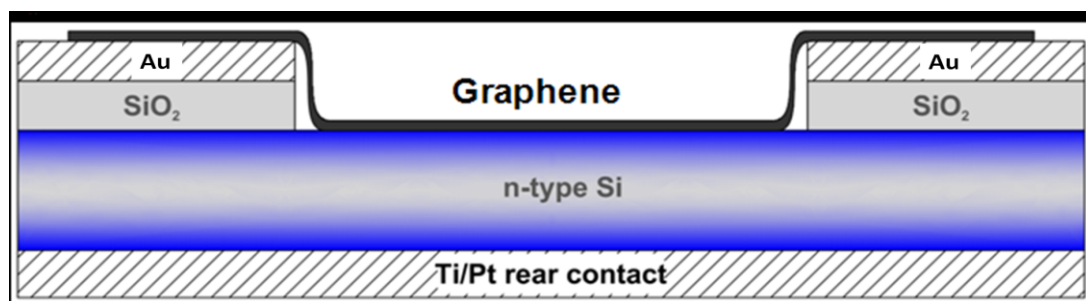 Au
Au
Graphene
SiO₂
SiO₂
n-type Si
Ti/Pt rear contact